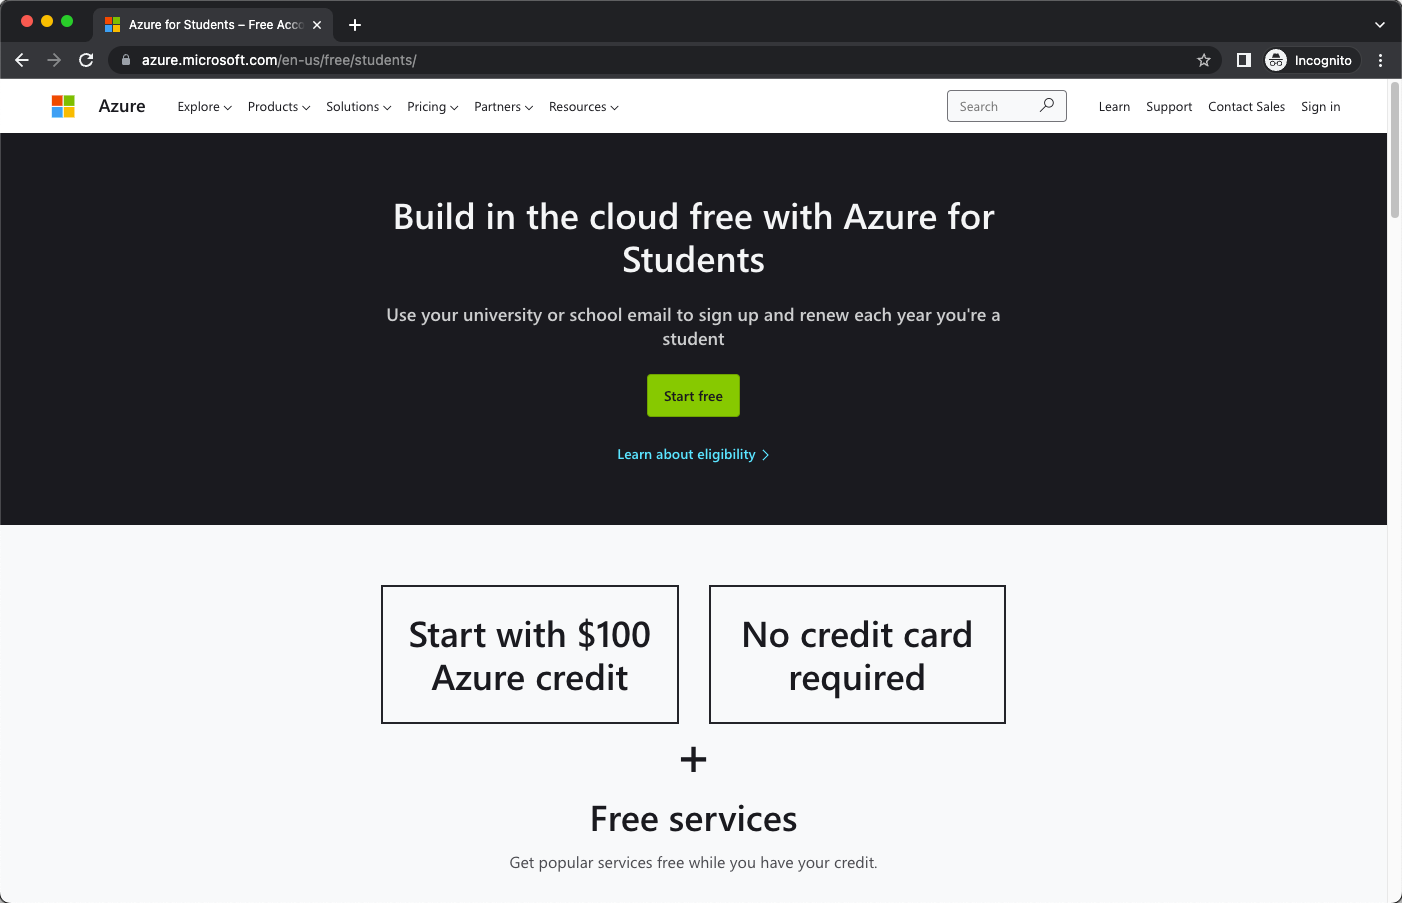 Azure for Students – Free Acc
azure.microsoft.com/en-us/free/students/
Incognito
Azure
Explore
Products
Solutions
Pricing
Partners
Resources
Search
Learn
Support
Contact Sales
Sign in
Build in the cloud free with Azure for
Students
Use your university or school email to sign up and renew each year you're a
student
Start free
Learn about eligibility
Start with $100
Azure credit
No credit card
required
+
Free services
Get popular services free while you have your credit.